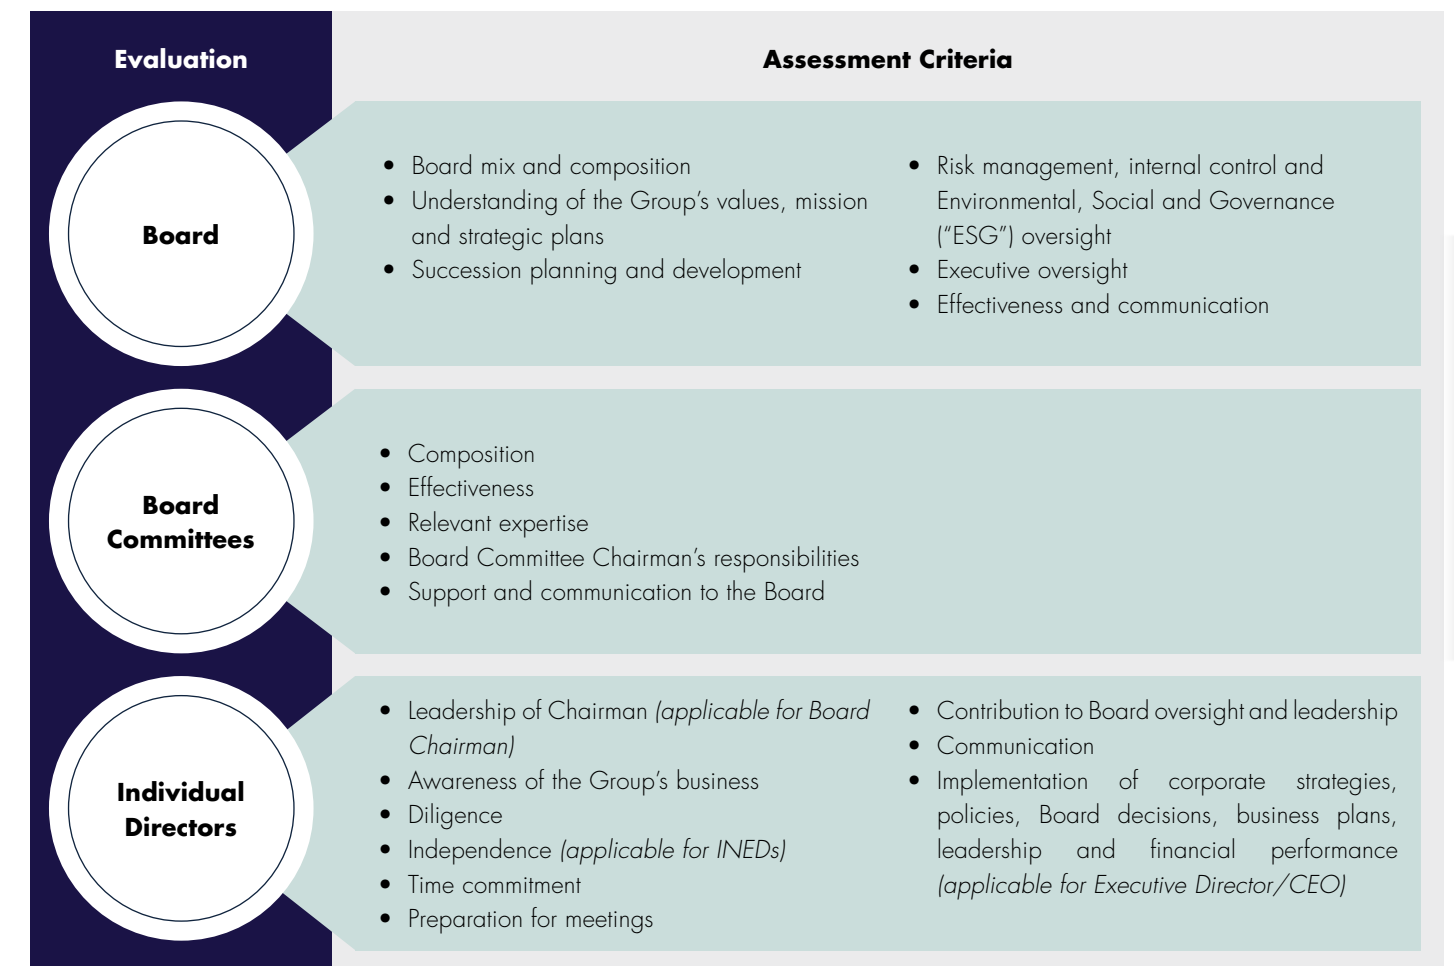 Evaluation
Assessment Criteria
Board
• Board mix and composition
• Understanding of the Group’s values, mission
and strategic plans
• Succession planning and development
• Risk management, internal control and
Environmental, Social and Governance
(“ESG”) oversight
• Executive oversight
• Effectiveness and communication
Board
Committees
• Composition
• Effectiveness
• Relevant expertise
• Board Committee Chairman’s responsibilities
• Support and communication to the Board
Individual
Directors
• Leadership of Chairman (applicable for Board
Chairman)
• Awareness of the Group’s business
• Diligence
• Independence (applicable for INEDs)
• Time commitment
• Preparation for meetings
• Contribution to Board oversight and leadership
• Communication
• Implementation of corporate strategies,
policies, Board decisions, business plans,
leadership and financial performance
(applicable for Executive Director/CEO)